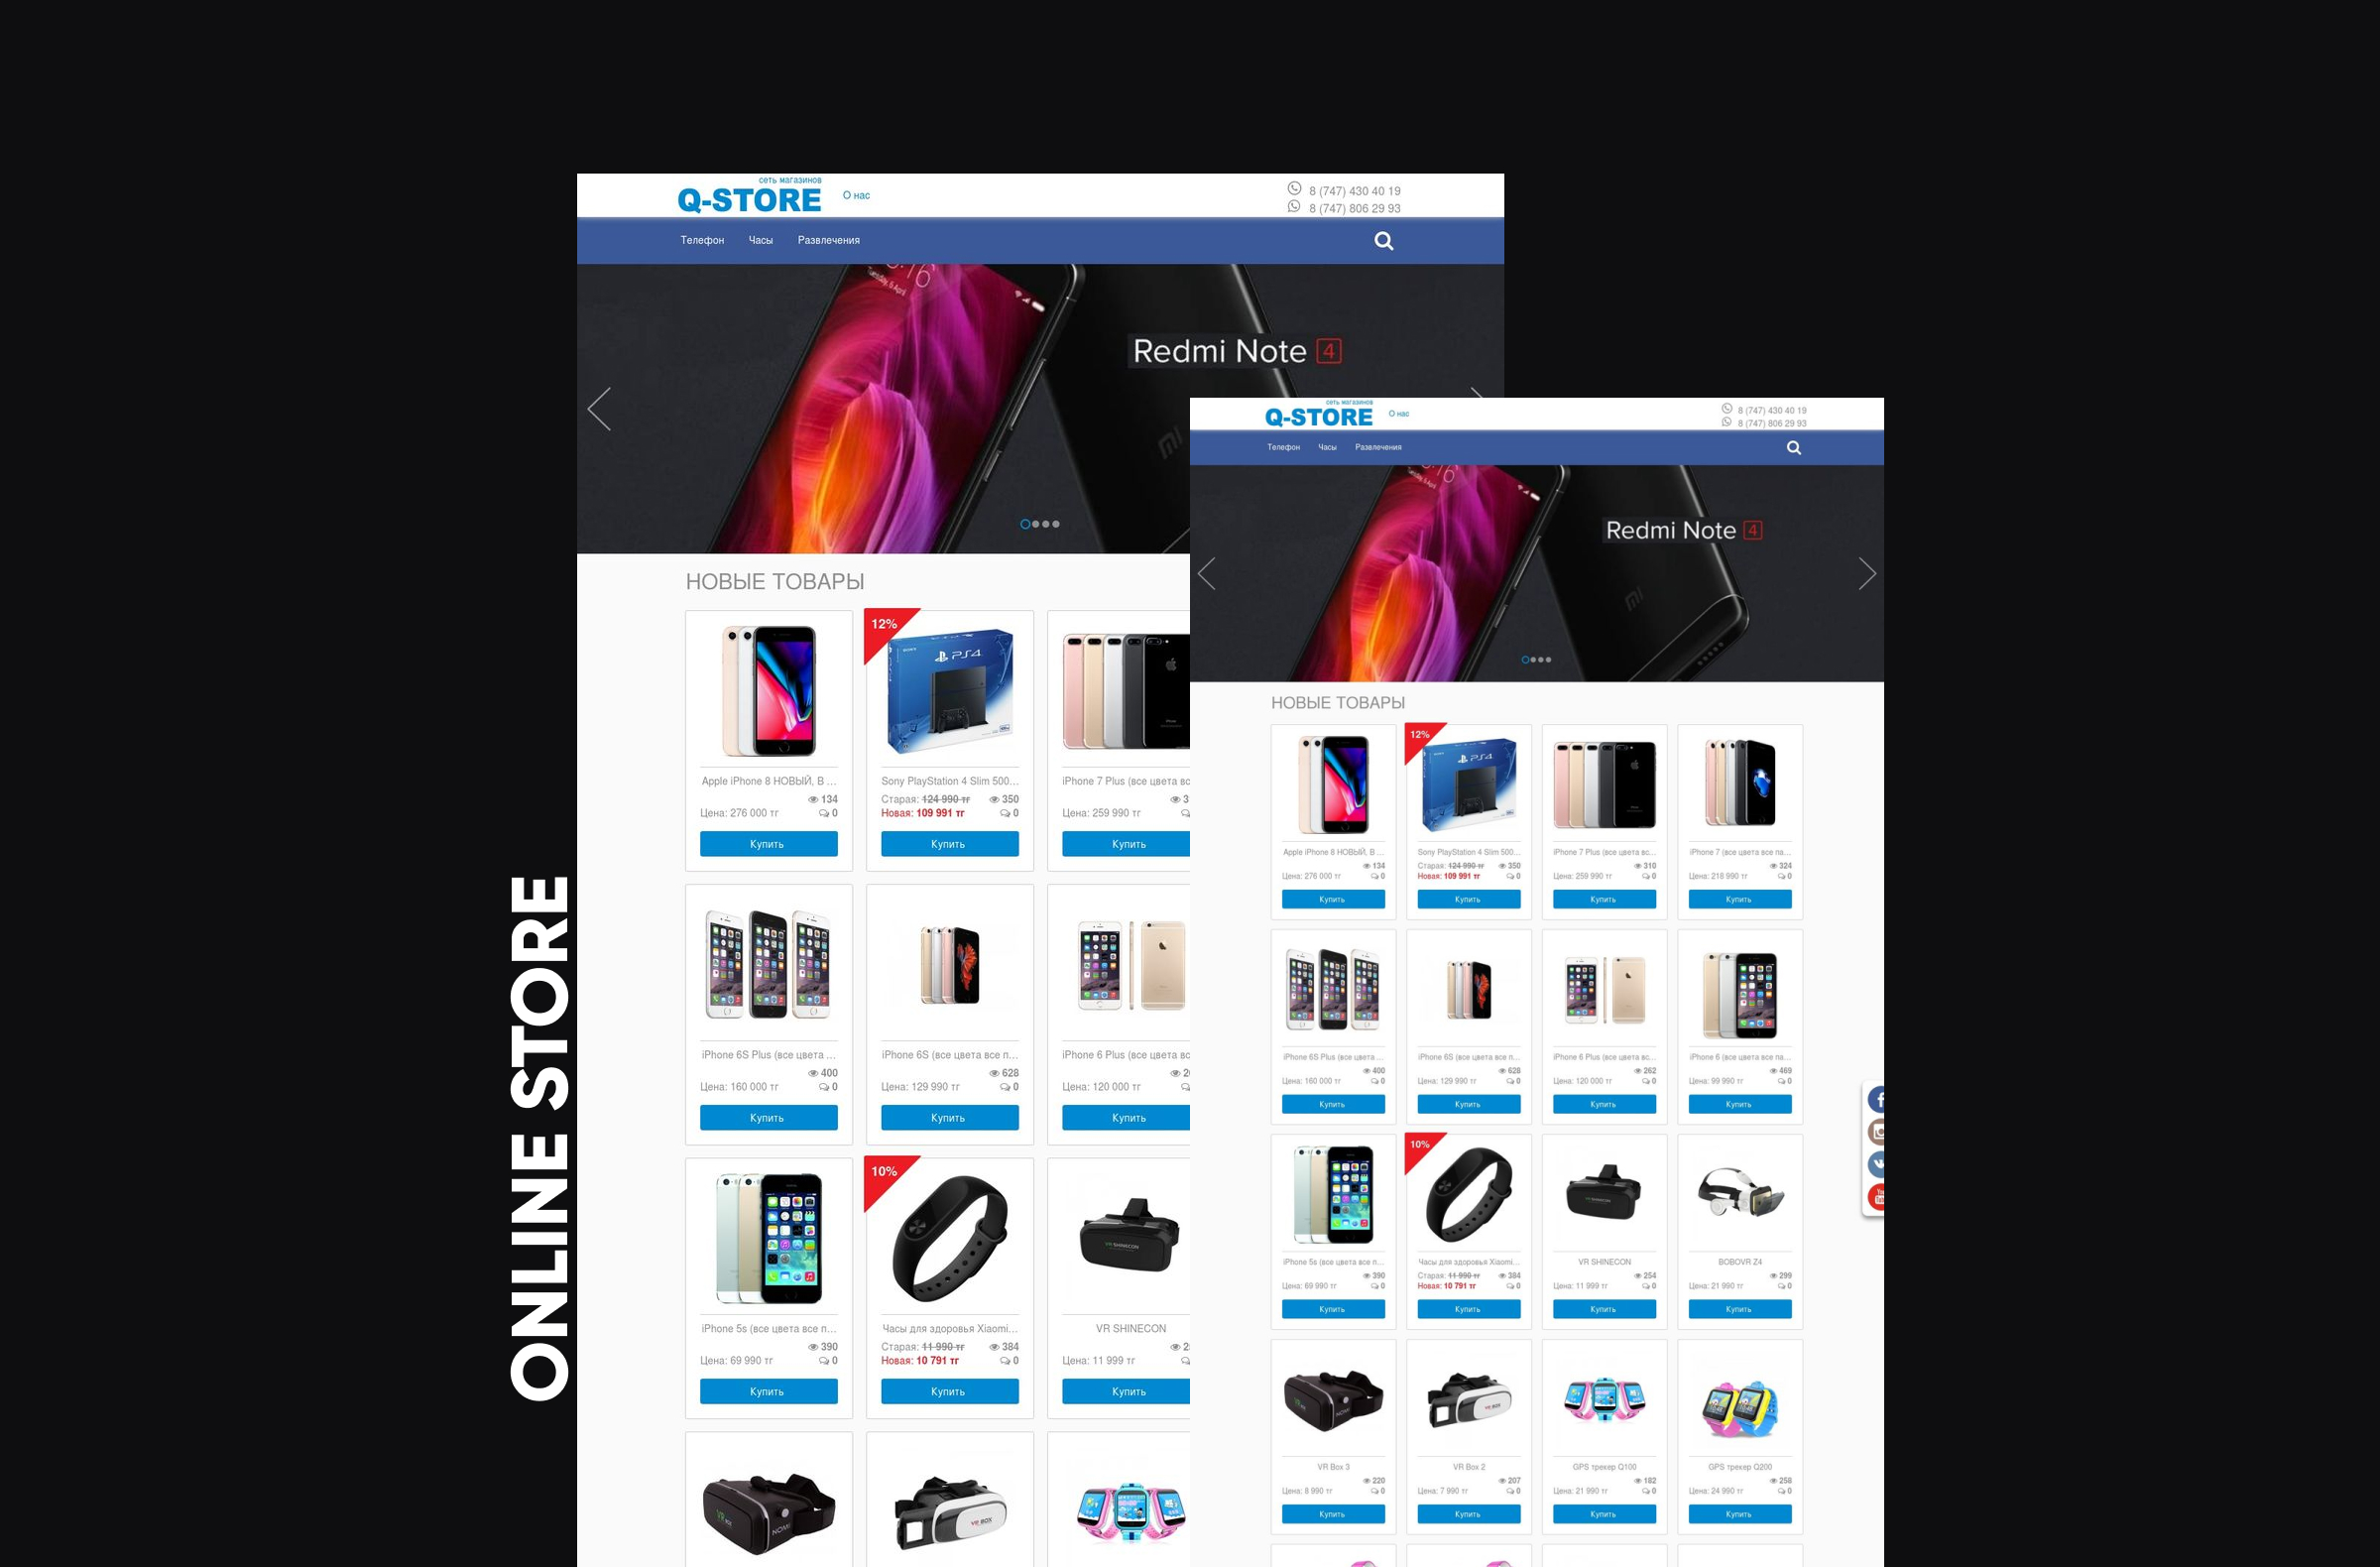 сеть магазинов
Q-STORE
О нас
8 (747) 430 40 19
8 (747) 806 29 93
Телефон Часы Развлечения
Redmi Note 4
НОВЫЕ ТОВАРЫ
12%
PS4
Apple iPhone 8 НОВЫЙ, В ...
134
Цена: 276 000 тг
0
Купить
Sony PlayStation 4 Slim 500...
Старая: 124 990 тг
350
Новая: 109 991 тг
0
Купить
iPhone 7 Plus (все цвета вс
3
Цена: 259 990 тг
Купить
iPhone 6S Plus (все цвета ...
400
Цена: 160 000 тг
0
Купить
iPhone 6S (все цвета все п...
628
Цена: 129 990 тг
0
Купить
iPhone 6 Plus (все цвета вс
2
Цена: 120 000 тг
Купить
10%
VR SHINECON
iPhone 5s (все цвета все п...
390
Цена: 69 990 тг
0
Купить
Часы для здоровья Xiaomi...
Старая: 11 990 тг
384
Новая: 10 791 тг
0
Купить
VR SHINECON
2
Цена: 11 999 тг
Купить
VR BOX
ONLINE STORE
сеть магазинов
Q-STORE
О нас
8 (747) 430 40 19
8 (747) 806 29 93
Телефон Часы Развлечения
Redmi Note 4
НОВЫЕ ТОВАРЫ
12%
PS4
Apple iPhone 8 НОВЫЙ, В ...
134
Цена: 276 000 тг
0
Купить
Sony PlayStation 4 Slim 500...
Старая: 124 990 тг
350
Новая: 109 991 тг
0
Купить
iPhone 7 Plus (все цвета вс...
310
Цена: 259 990 тг
0
Купить
iPhone 7 (все цвета все па...
324
Цена: 218 990 тг
0
Купить
iPhone 6S Plus (все цвета ...
400
Цена: 160 000 тг
0
Купить
iPhone 6S (все цвета все п...
628
Цена: 129 990 тг
0
Купить
iPhone 6 Plus (все цвета вс...
262
Цена: 120 000 тг
0
Купить
iPhone 6 (все цвета все па...
469
Цена: 99 990 тг
0
Купить
10%
iPhone 5s (все цвета все п...
390
Цена: 69 990 тг
0
Купить
Часы для здоровья Xiaomi...
Старая: 11 990 тг
384
Новая: 10 791 тг
0
Купить
VR SHINECON
254
Цена: 11 999 тг
0
Купить
BOBOVR Z4
299
Цена: 21 990 тг
0
Купить
VR Box 3
220
Цена: 8 990 тг
0
Купить
VR Box 2
207
Цена: 7 990 тг
0
Купить
GPS трекер Q100
182
Цена: 21 990 тг
0
Купить
GPS трекер Q200
258
Цена: 24 990 тг
0
Купить